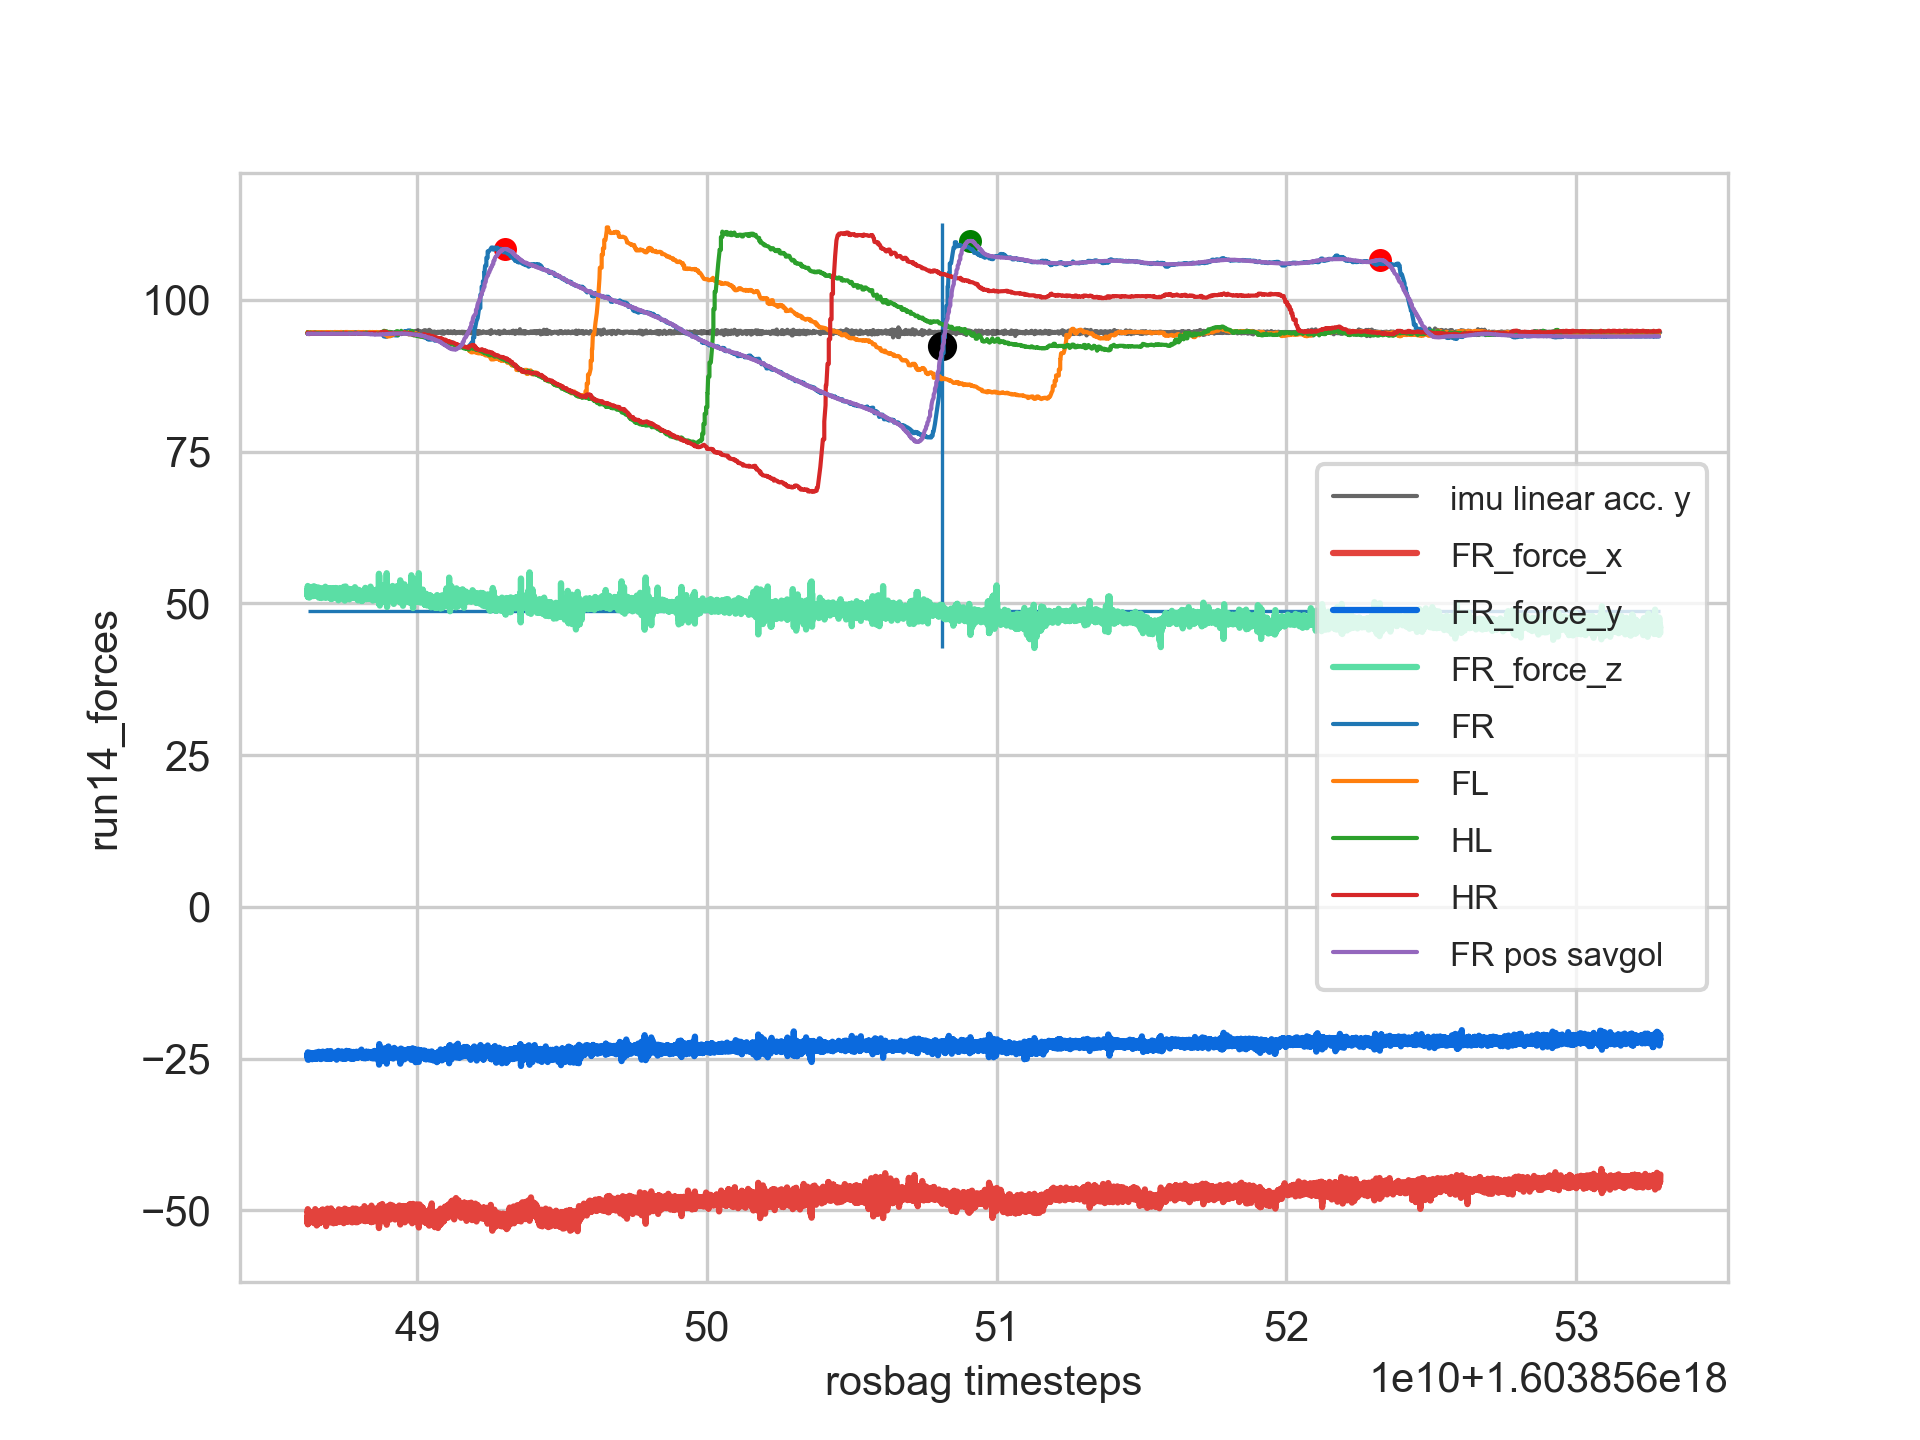 run14_forces
100
75
50
25
0
−25
−50
imu linear acc. y
FR_force_x
FR_force_y
FR_force_z
FR
FL
HL
HR
FR pos savgol
49 50 51 52 53
rosbag timesteps
1e10+1.603856e18